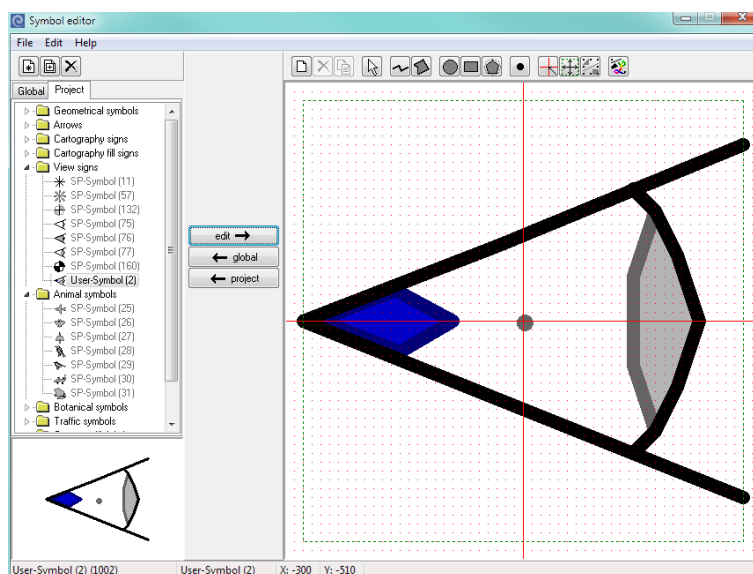 Symbol editor
File Edit Help
Global Project
Geometrical symbols
Arrows
Cartography signs
Cartography fill signs
View signs
SP-Symbol (11)
SP-Symbol (57)
SP-Symbol (132)
SP-Symbol (75)
SP-Symbol (76)
SP-Symbol (77)
SP-Symbol (160)
User-Symbol (2)
Animal symbols
SP-Symbol (25)
SP-Symbol (26)
SP-Symbol (27)
SP-Symbol (28)
SP-Symbol (29)
SP-Symbol (30)
SP-Symbol (31)
Botanical symbols
Traffic symbols
edit
global
project
User-Symbol (2) (1002) User-Symbol (2) X: -300 Y: -510